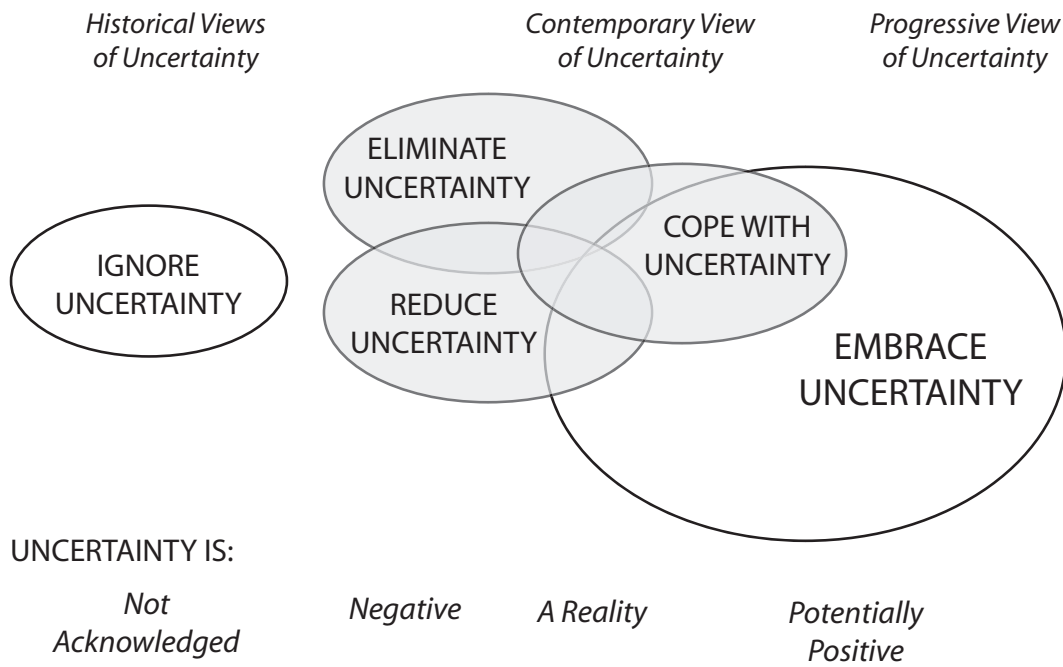 Historical Views
of Uncertainty
Contemporary View
of Uncertainty
Progressive View
of Uncertainty
ELIMINATE
UNCERTAINTY
COPE WITH
UNCERTAINTY
IGNORE
UNCERTAINTY
REDUCE
UNCERTAINTY
EMBRACE
UNCERTAINTY
UNCERTAINTY IS:
Not
Acknowledged
Negative
A Reality
Potentially
Positive